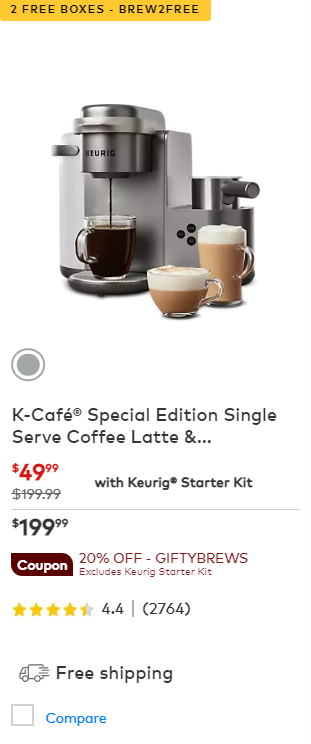 2 FREE BOXES - BREW2FREE
KEURIG
K-Café® Special Edition Single
Serve Coffee Latte &...
$49.99
$199.99
with Keurig® Starter Kit
$199.99
Coupon
20% OFF - GIFTYBREWS
Excludes Keurig Starter Kit
4.4 | (2764)
Free shipping
Compare